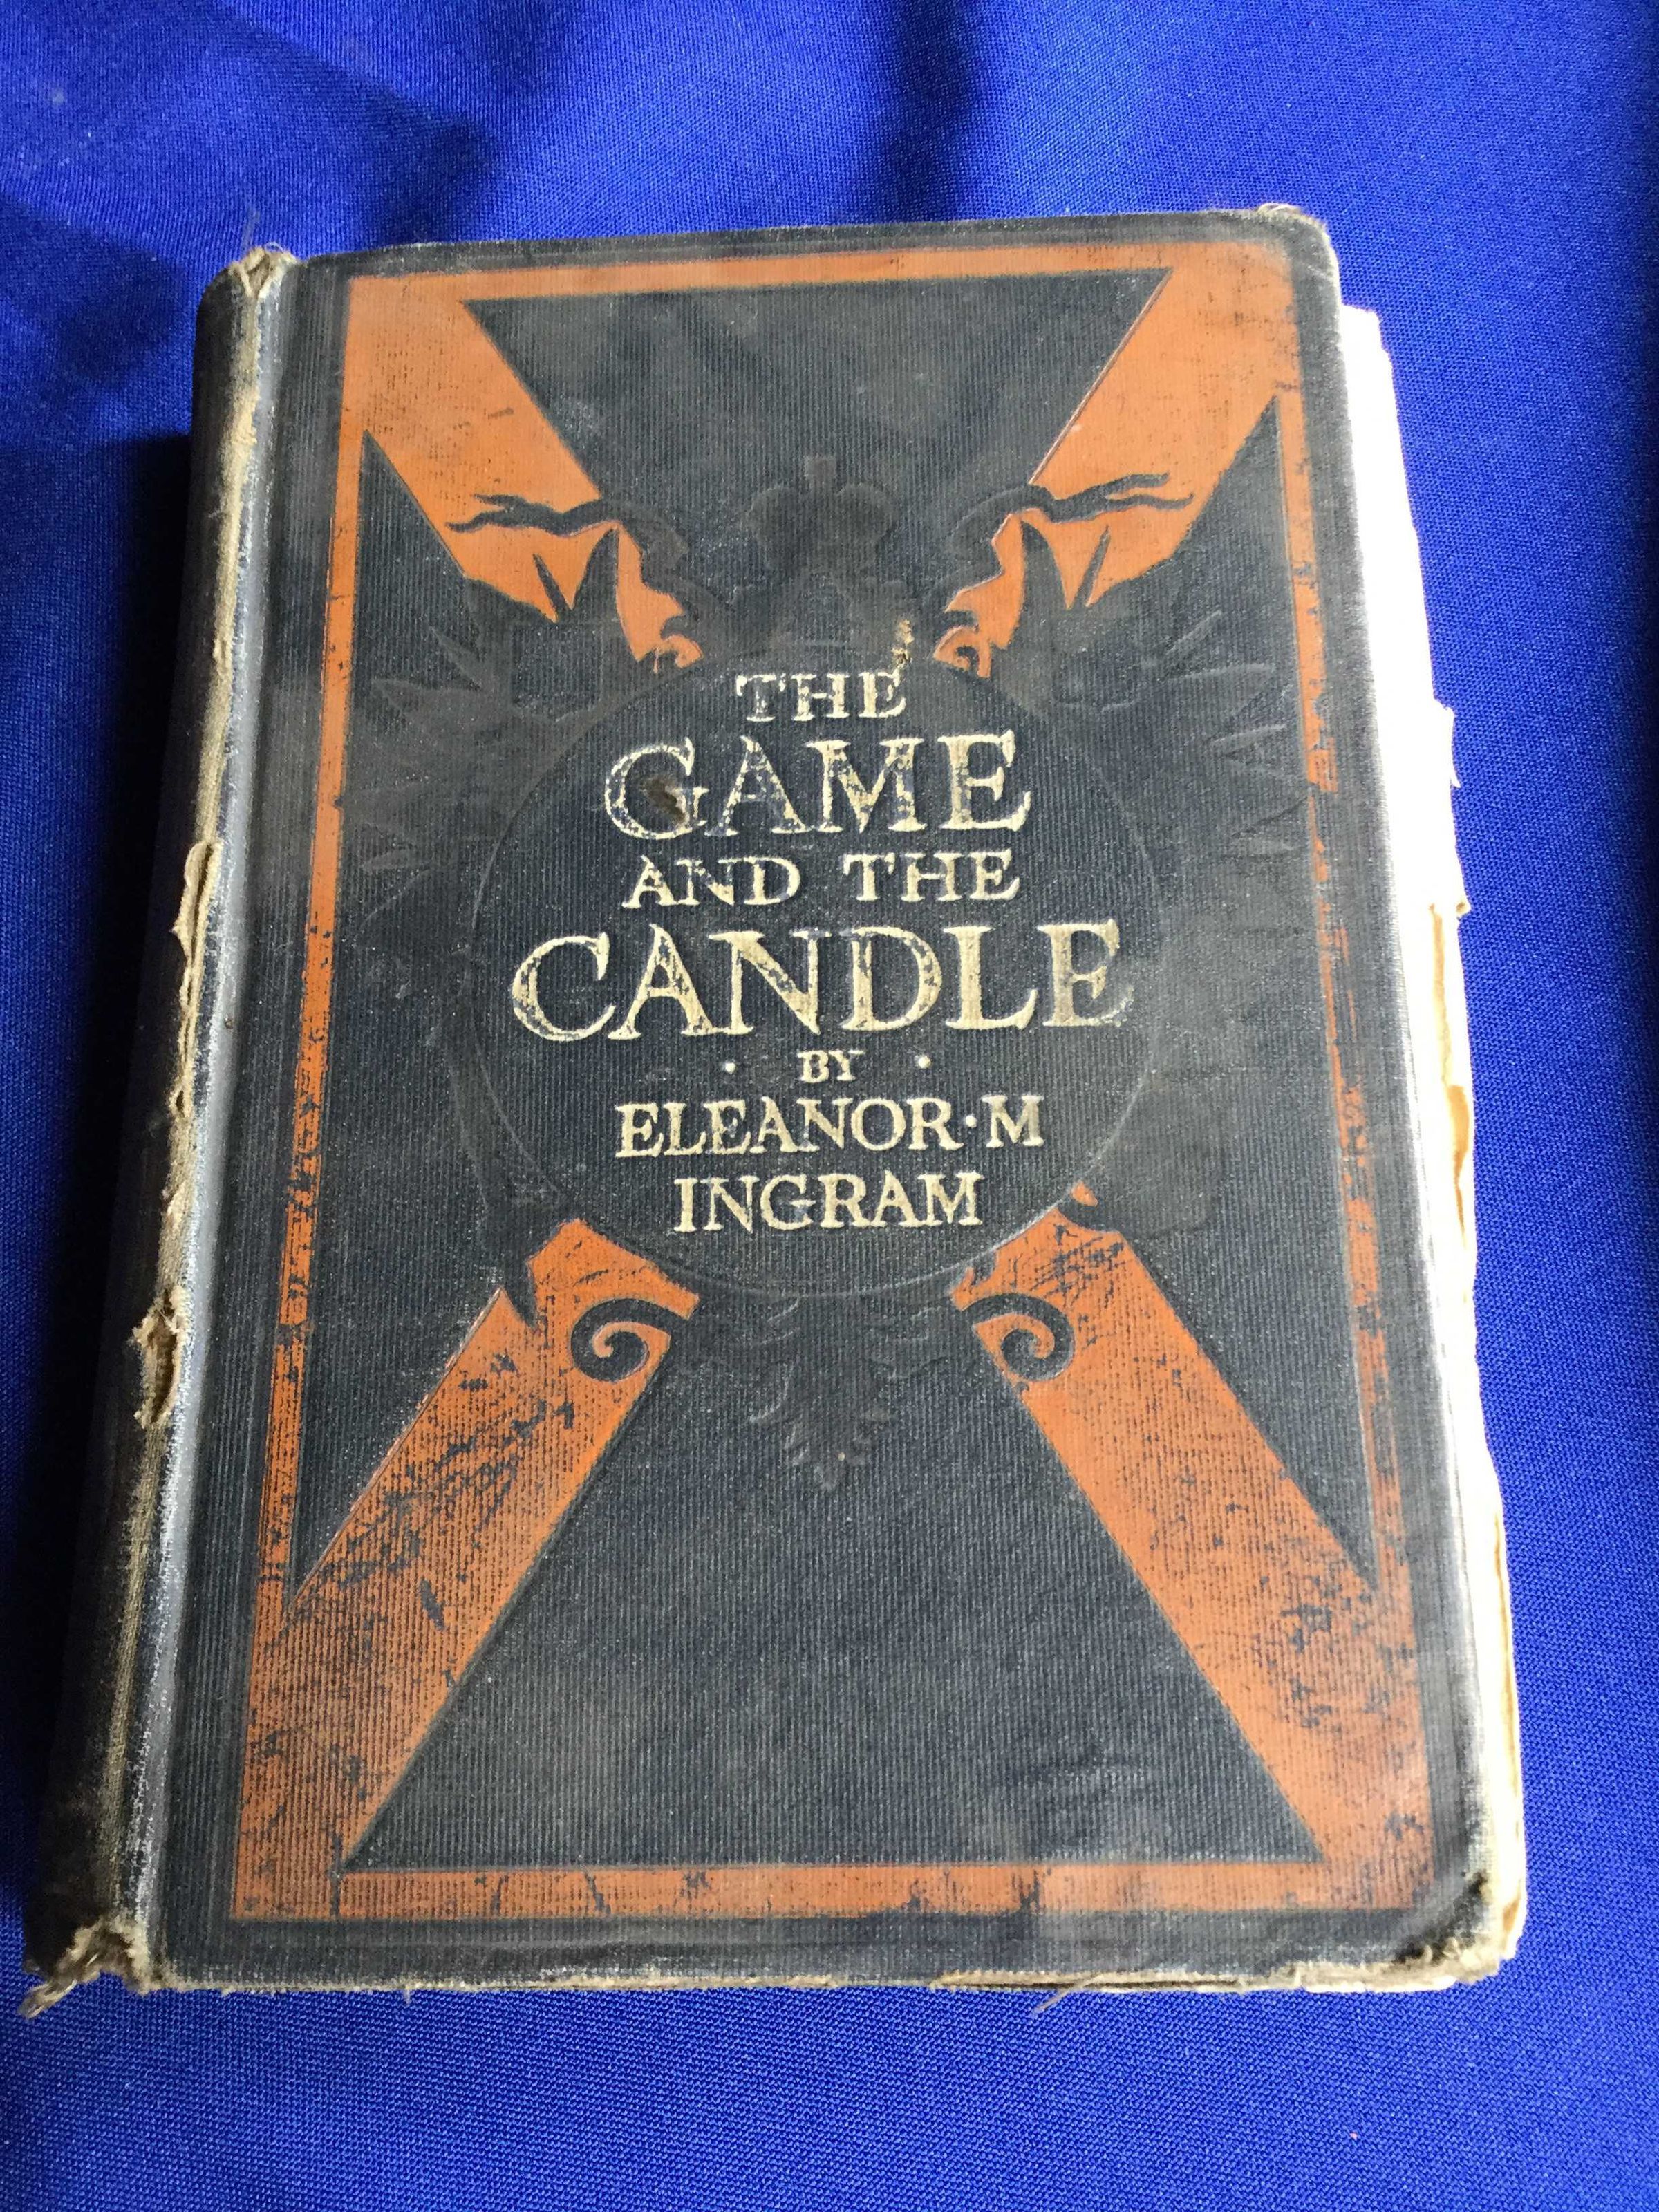 THE
GAME
AND THE
CANDLE
· BY ·
ELEANOR·M
INGRAM